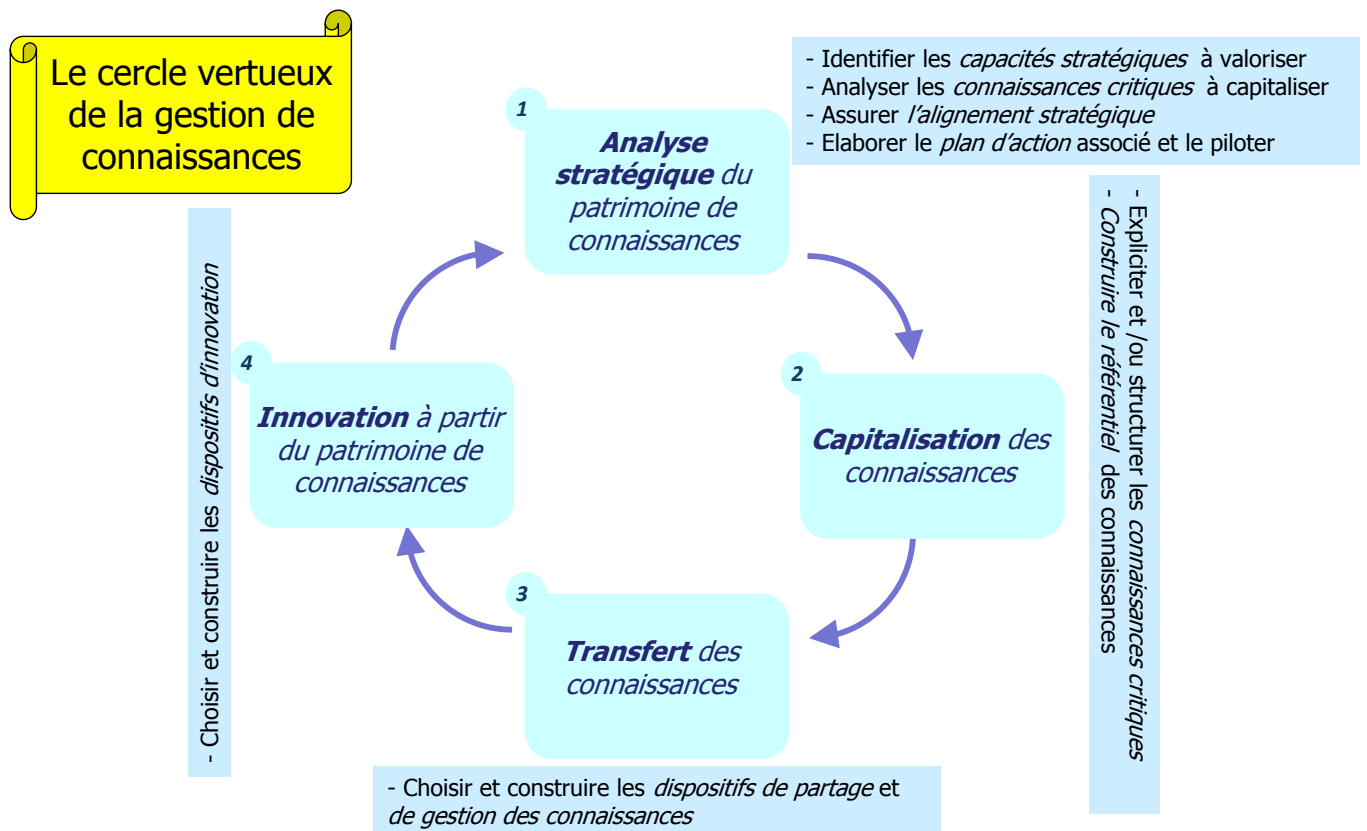 Le cercle vertueux
de la gestion de
connaissances
- Identifier les capacités stratégiques à valoriser
- Analyser les connaissances critiques à capitaliser
- Assurer l'alignement stratégique
- Elaborer le plan d'action associé et le piloter
1
Analyse
stratégique du
patrimoine de
connaissances
- Expliciter et /ou structurer les connaissances critiques
- Construire le référentiel des connaissances
2
Capitalisation des
connaissances
3
Transfert des
connaissances
- Choisir et construire les dispositifs de partage et
de gestion des connaissances
4
Innovation à partir
du patrimoine de
connaissances
- Choisir et construire les dispositifs d'innovation